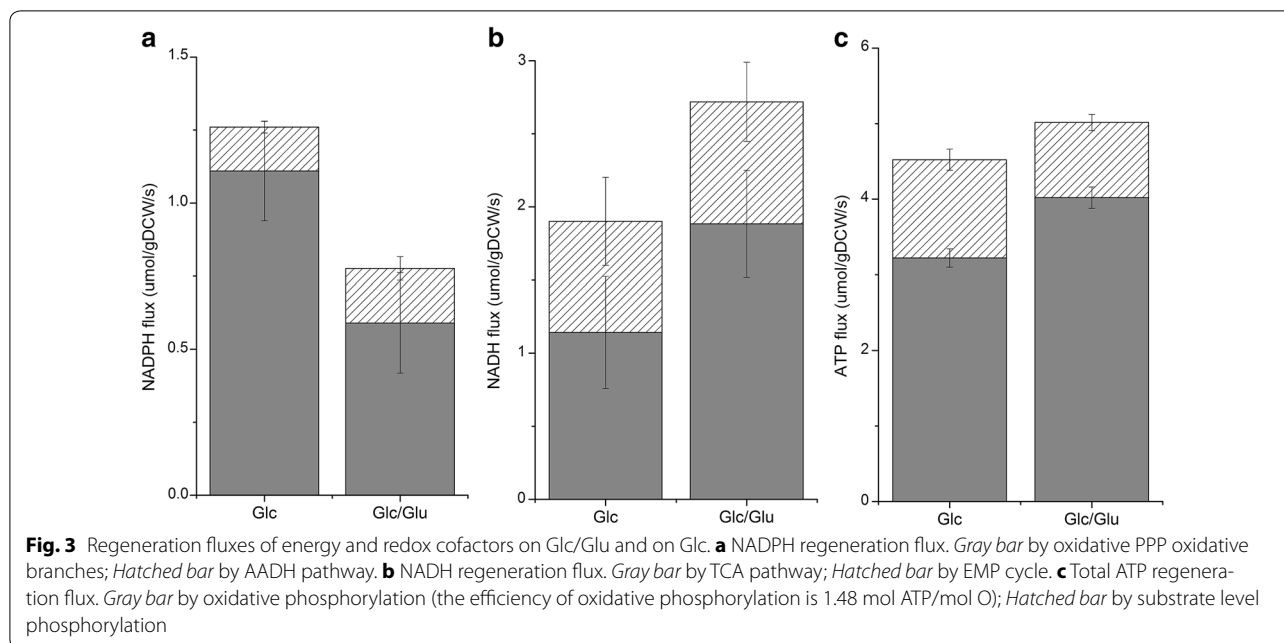 a
1.5
1.0
0.5
0.0
NADPH flux (umol/gDCW/s)
Glc
Glc/Glu
b
3
2
1
0
NADH flux (umol/gDCW/s)
Glc
Glc/Glu
c
6
4
2
0
ATP flux (umol/gDCW/s)
Glc
Glc/Glu
Fig. 3 Regeneration fluxes of energy and redox cofactors on Glc/Glu and on Glc. a NADPH regeneration flux. Gray bar by oxidative PPP oxidative
branches; Hatched bar by AADH pathway. b NADH regeneration flux. Gray bar by TCA pathway; Hatched bar by EMP cycle. c Total ATP regenera-
tion flux. Gray bar by oxidative phosphorylation (the efficiency of oxidative phosphorylation is 1.48 mol ATP/mol O); Hatched bar by substrate level
phosphorylation